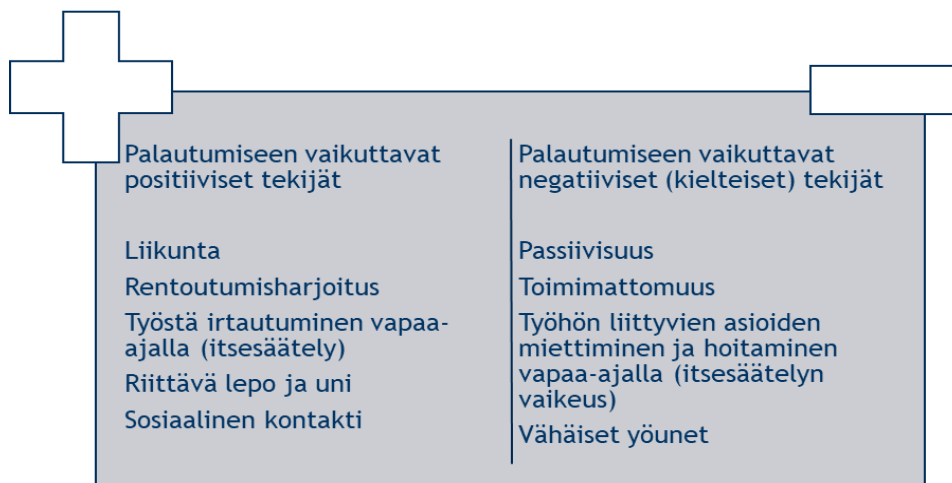 Palautumiseen vaikuttavat
positiiviset tekijät
Liikunta
Rentoutumisharjoitus
Työstä irtautuminen vapaa-
ajalla (itsesäätely)
Riittävä lepo ja uni
Sosiaalinen kontakti
Palautumiseen vaikuttavat
negatiiviset (kielteiset) tekijät
Passiivisuus
Toimimattomuus
Työhön liittyvien asioiden
miettiminen ja hoitaminen
vapaa-ajalla (itsesäätelyn
vaikeus)
Vähäiset yöunet